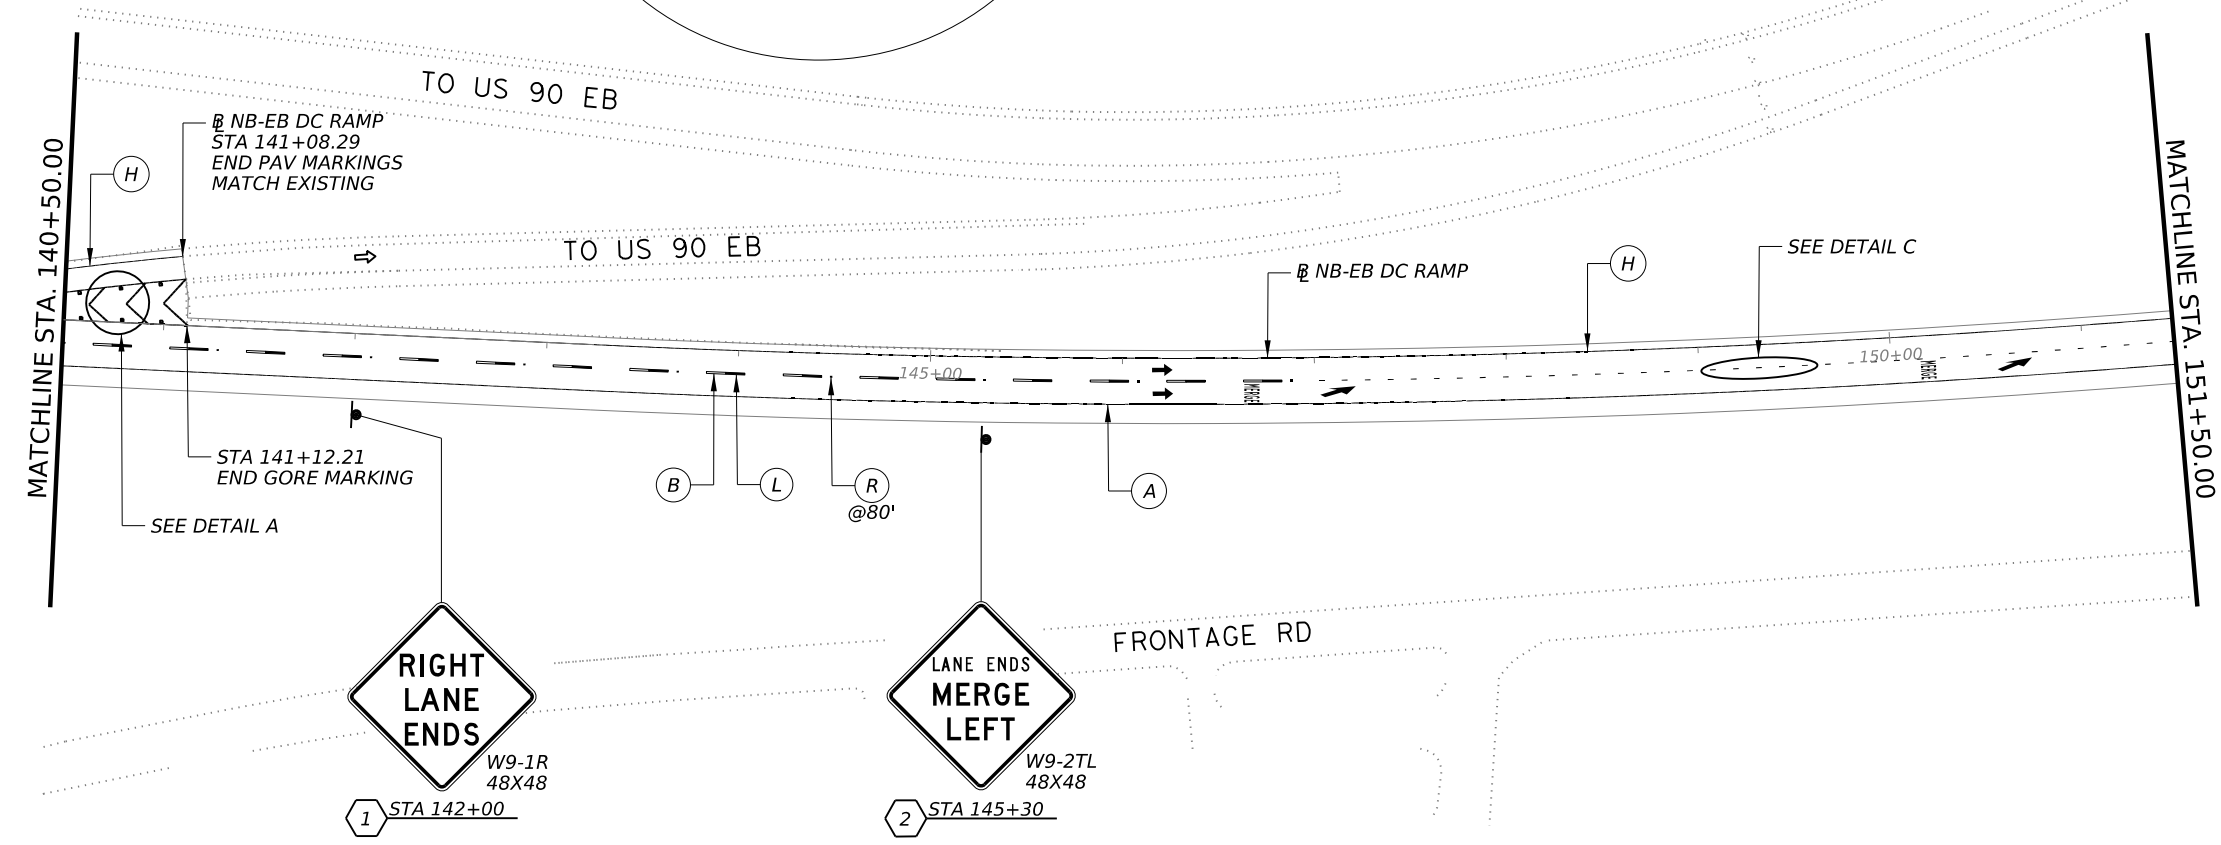 TO US 90 EB
℄ NB-EB DC RAMP
STA 141+08.29
END PAV MARKINGS
MATCH EXISTING
H
MATCHLINE STA. 140+50.00
TO US 90 EB
℄ NB-EB DC RAMP
H
SEE DETAIL C
MATCHLINE STA. 151+50.00
145+00
150+00
MERGE
MERGE
STA 141+12.21
END GORE MARKING
SEE DETAIL A
B
L
R
@80'
A
FRONTAGE RD
RIGHT
LANE
ENDS
W9-1R
48X48
1
STA 142+00
LANE ENDS
MERGE
LEFT
W9-2TL
48X48
2
STA 145+30